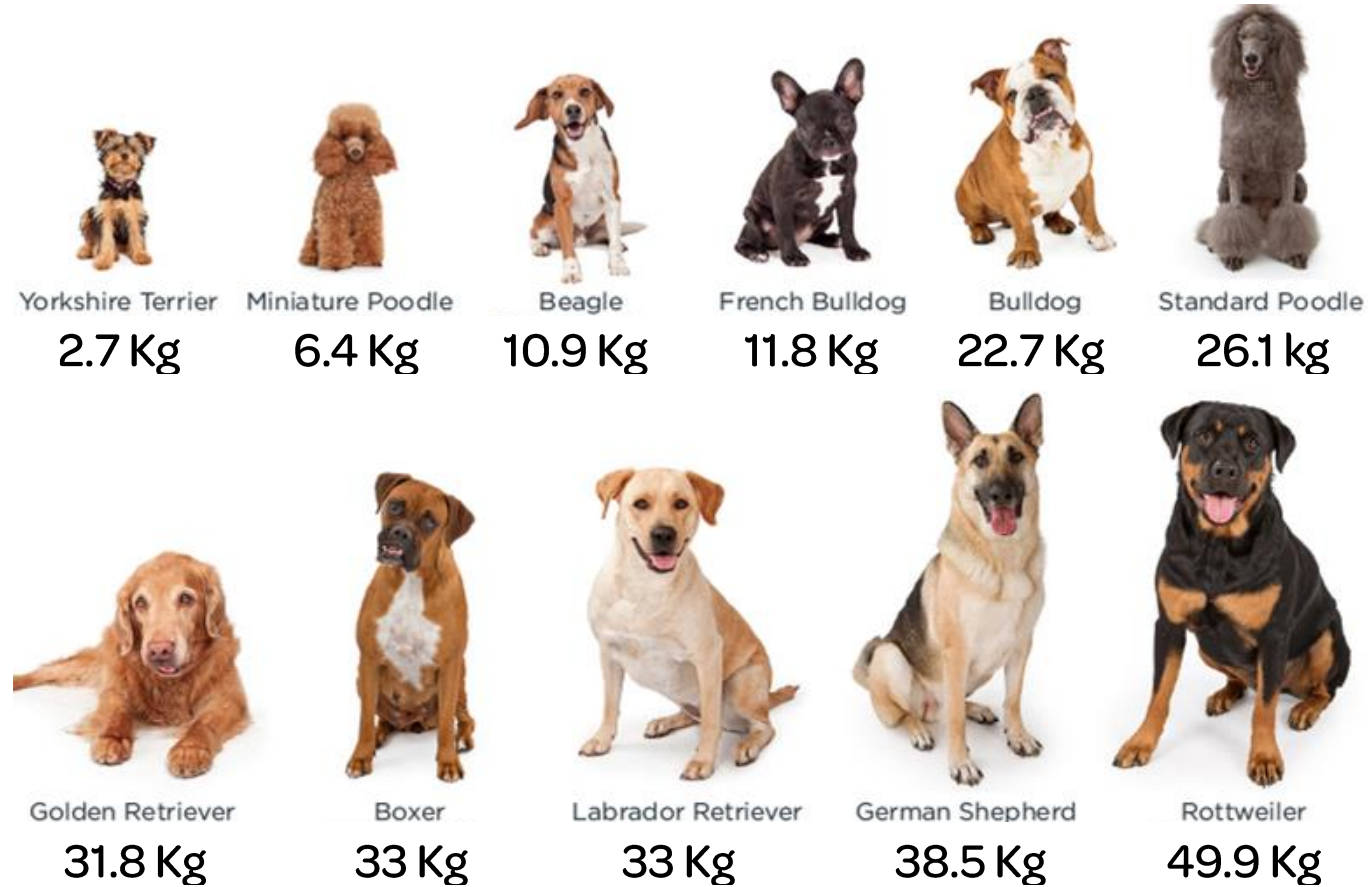 Yorkshire Terrier Miniature Poodle Beagle French Bulldog Bulldog Standard Poodle
2.7 Kg 6.4 Kg 10.9 Kg 11.8 Kg 22.7 Kg 26.1 kg
Golden Retriever Boxer Labrador Retriever German Shepherd Rottweiler
31.8 Kg 33 Kg 33 Kg 38.5 Kg 49.9 Kg